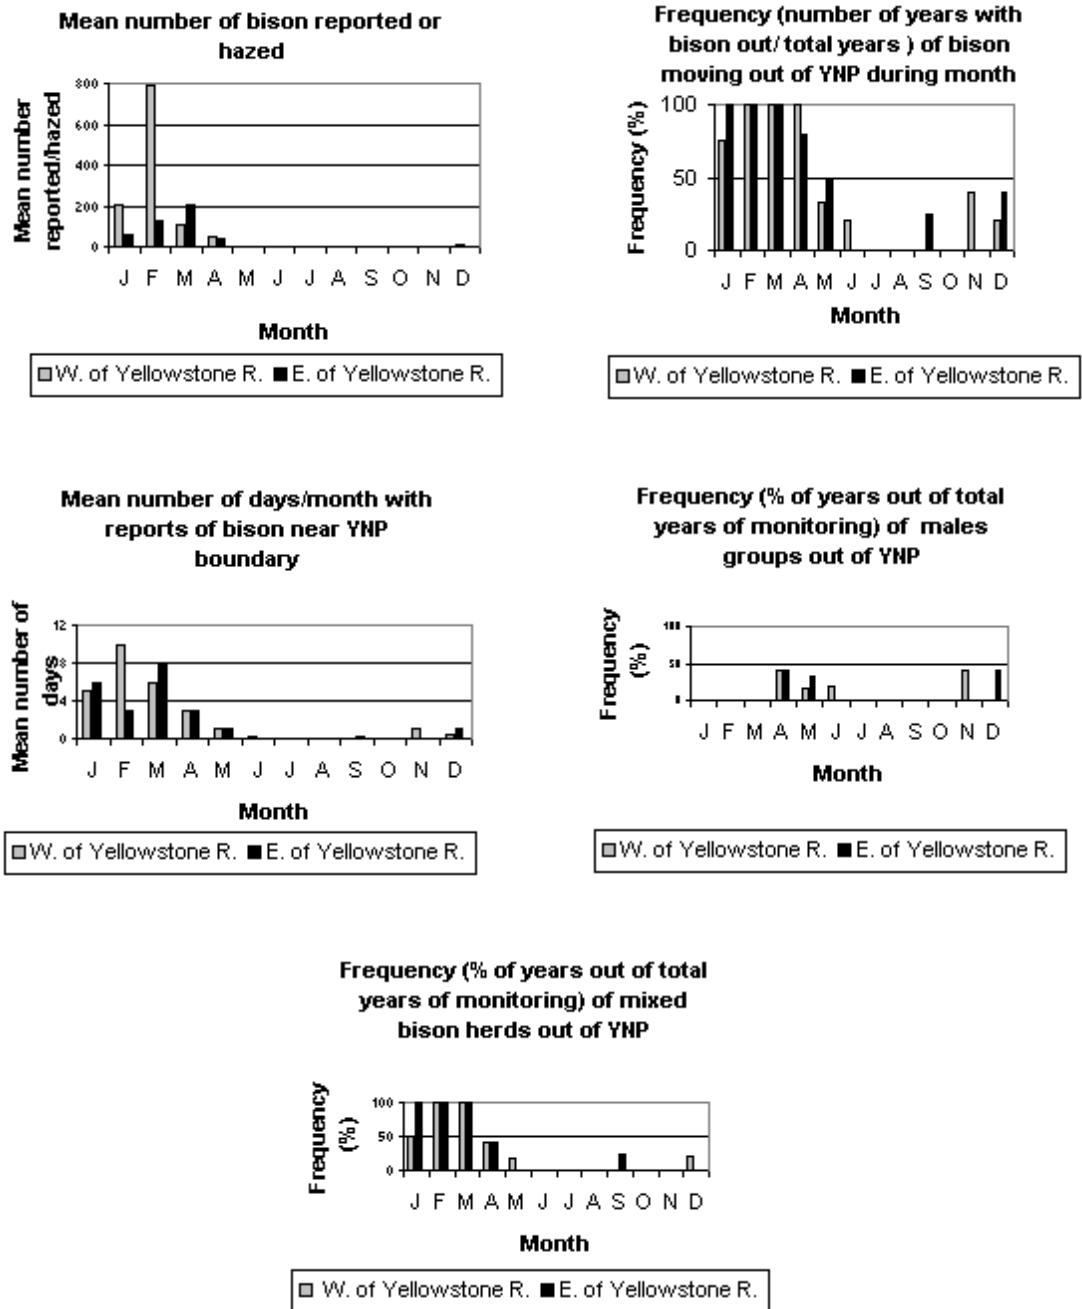 Mean number of bison reported or
hazed
Mean number
reported/hazed
800
600
400
200
0
J F M A M J J A S O N D
Month
W. of Yellowstone R. E. of Yellowstone R.
Frequency (number of years with
bison out/ total years ) of bison
moving out of YNP during month
Frequency (%)
100
50
0
J F M A M J J A S O N D
Month
W. of Yellowstone R. E. of Yellowstone R.
Mean number of days/month with
reports of bison near YNP
boundary
Mean number of
days
12
8
4
0
J F M A M J J A S O N D
Month
W. of Yellowstone R. E. of Yellowstone R.
Frequency (% of years out of total
years of monitoring) of males
groups out of YNP
Frequency
(%)
100
50
0
J F M A M J J A S O N D
Month
W. of Yellowstone R. E. of Yellowstone R.
Frequency (% of years out of total
years of monitoring) of mixed
bison herds out of YNP
Frequency
(%)
100
50
0
J F M A M J J A S O N D
Month
W. of Yellowstone R. E. of Yellowstone R.